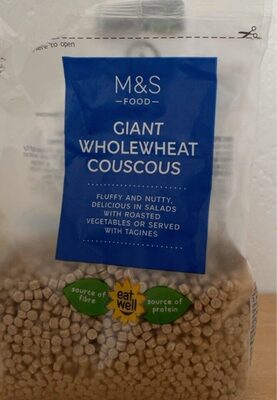 to open
M&S
FOOD
GIANT
WHOLEWHEAT
COUSCOUS
FLUFFY AND NUTTY,
DELICIOUS IN SALADS
WITH ROASTED
VEGETABLES OR SERVED
WITH TAGINES
source of
fibre
eat
well
source of
protein